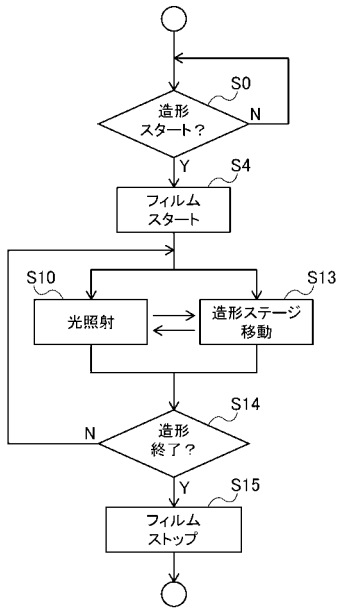 S0
造形
スタート？
N
Y
S4
フィルム
スタート
S10
光照射
S13
造形ステージ
移動
S14
造形
終了？
N
Y
S15
フィルム
ストップ